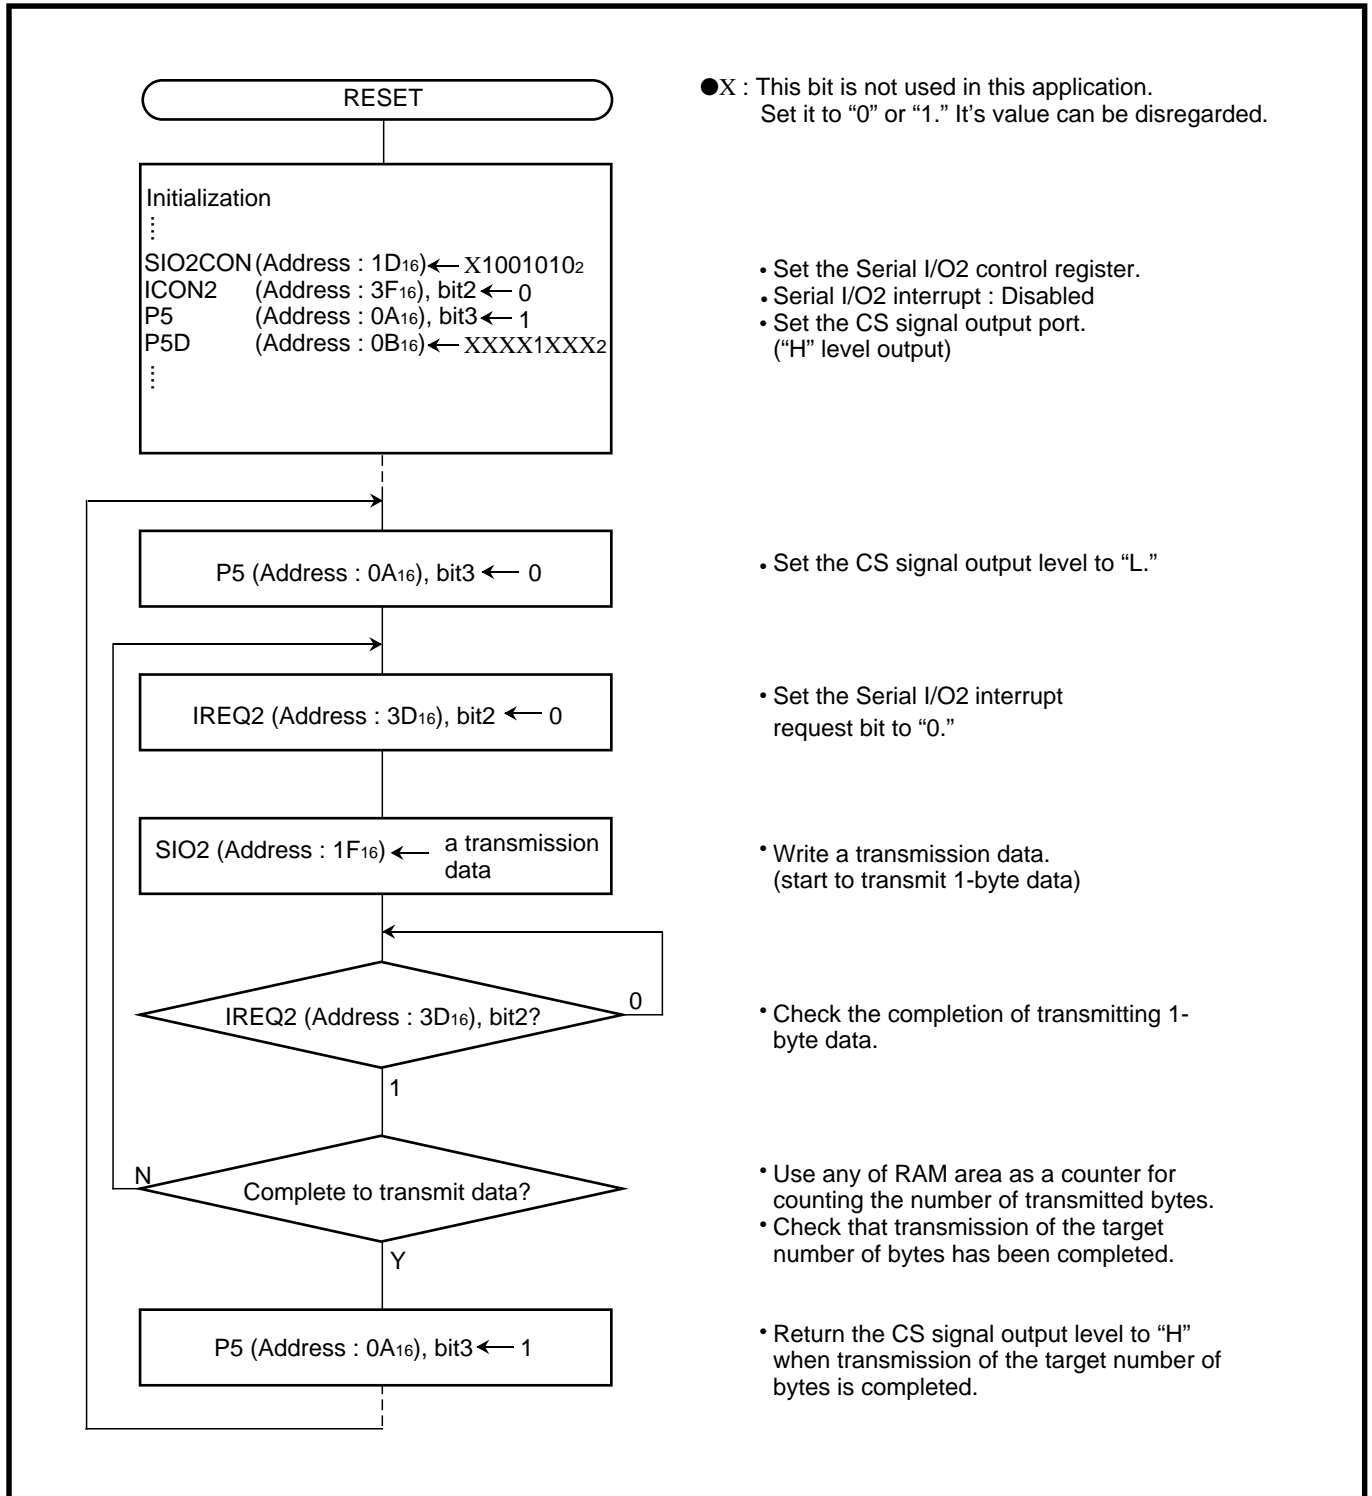 RESET
●X : This bit is not used in this application.
Set it to “0” or “1.” It’s value can be disregarded.
Initialization
SIO2CON (Address : 1D16) ← X10010102
ICON2 (Address : 3F16), bit2 ← 0
P5 (Address : 0A16), bit3 ← 1
P5D (Address : 0B16) ← XXXX1XXX2
• Set the Serial I/O2 control register.
• Serial I/O2 interrupt : Disabled
• Set the CS signal output port.
(“H” level output)
P5 (Address : 0A16), bit3 ← 0
• Set the CS signal output level to “L.”
IREQ2 (Address : 3D16), bit2 ← 0
• Set the Serial I/O2 interrupt
request bit to “0.”
SIO2 (Address : 1F16) ← a transmission
data
• Write a transmission data.
(start to transmit 1-byte data)
IREQ2 (Address : 3D16), bit2?
0
1
• Check the completion of transmitting 1-
byte data.
N
Complete to transmit data?
Y
• Use any of RAM area as a counter for
counting the number of transmitted bytes.
• Check that transmission of the target
number of bytes has been completed.
P5 (Address : 0A16), bit3 ← 1
• Return the CS signal output level to “H”
when transmission of the target number of
bytes is completed.